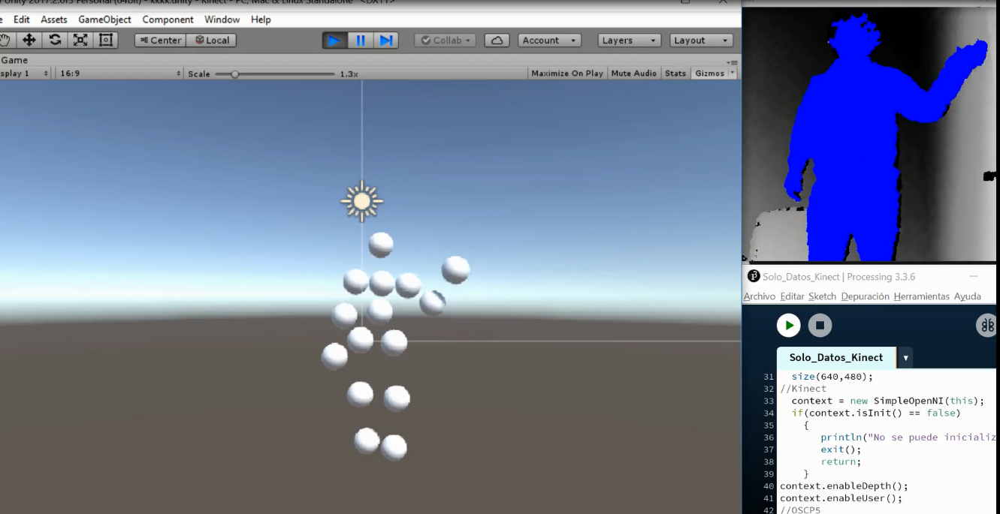 Unity 2017.2.0f3 Personal (64bit) - kkkk.unity - Kinect - PC, Mac & Linux Standalone* <DX11>
Edit Assets GameObject Component Window Help
Center Local Collab Account Layers Layout
Game
splay 1 16:9 Scale 1.3x Maximize On Play Mute Audio Stats Gizmos
Solo_Datos_Kinect | Processing 3.3.6
Archivo Editar Sketch Depuración Herramientas Ayuda
Solo_Datos_Kinect
31 size(640,480);
32 //Kinect
33 context = new SimpleOpenNI(this);
34 if(context.isInit() == false)
35 {
36 println("No se puede inicializ
37 exit();
38 return;
39 }
40 context.enableDepth();
41 context.enableUser();
42 //OSCP5